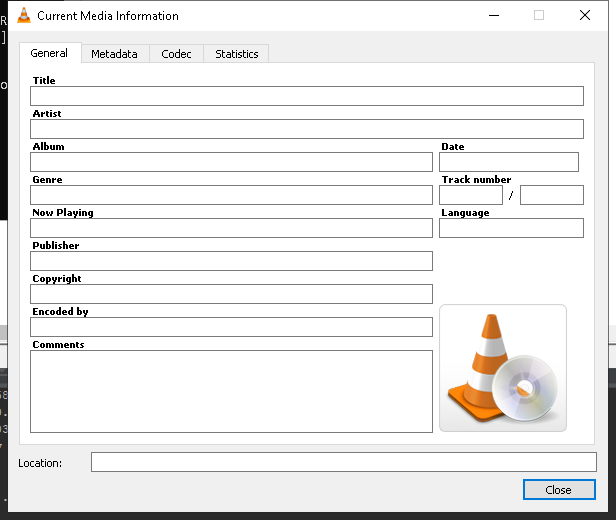 Current Media Information
General Metadata Codec Statistics
Title
Artist
Album Date
Genre Track number
/
Now Playing Language
Publisher
Copyright
Encoded by
Comments
Location:
Close